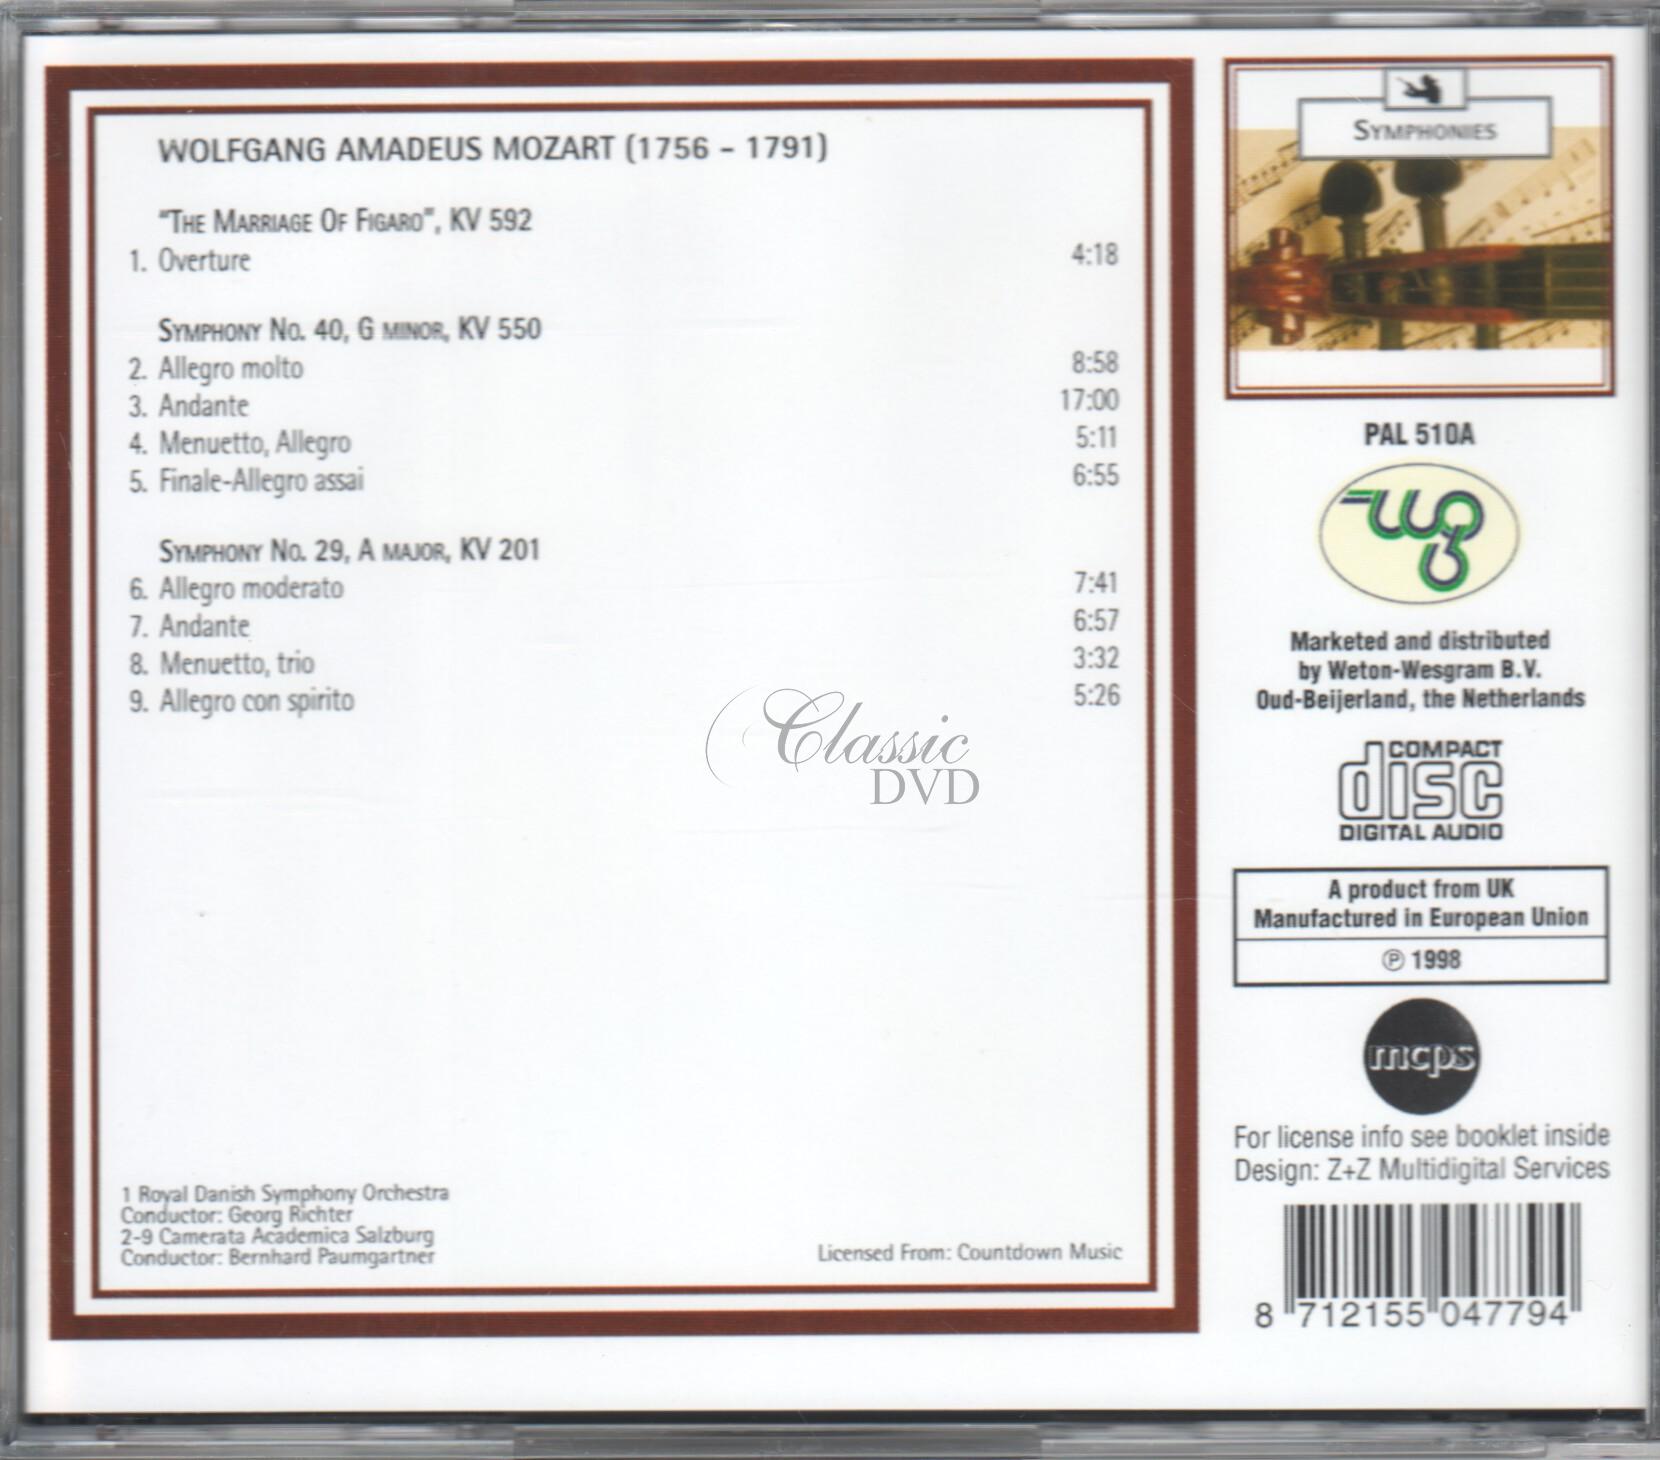 WOLFGANG AMADEUS MOZART (1756 – 1791)
"THE MARRIAGE OF FIGARO", KV 592
1. Overture 4:18
SYMPHONY NO. 40, G MINOR, KV 550
2. Allegro molto 8:58
3. Andante 17:00
4. Menuetto, Allegro 5:11
5. Finale-Allegro assai 6:55
SYMPHONY NO. 29, A MAJOR, KV 201
6. Allegro moderato 7:41
7. Andante 6:57
8. Menuetto, trio 3:32
9. Allegro con spirito 5:26
Classic
DVD
1 Royal Danish Symphony Orchestra
Conductor: Georg Richter
2-9 Camerata Academica Salzburg
Conductor: Bernhard Paumgartner
Licensed From: Countdown Music
SYMPHONIES
PAL 510A
Marketed and distributed
by Weton-Wesgram B.V.
Oud-Beijerland, the Netherlands
COMPACT
disc
DIGITAL AUDIO
A product from UK
Manufactured in European Union
℗ 1998
mcps
For license info see booklet inside
Design: Z+Z Multidigital Services
8 712155 047794